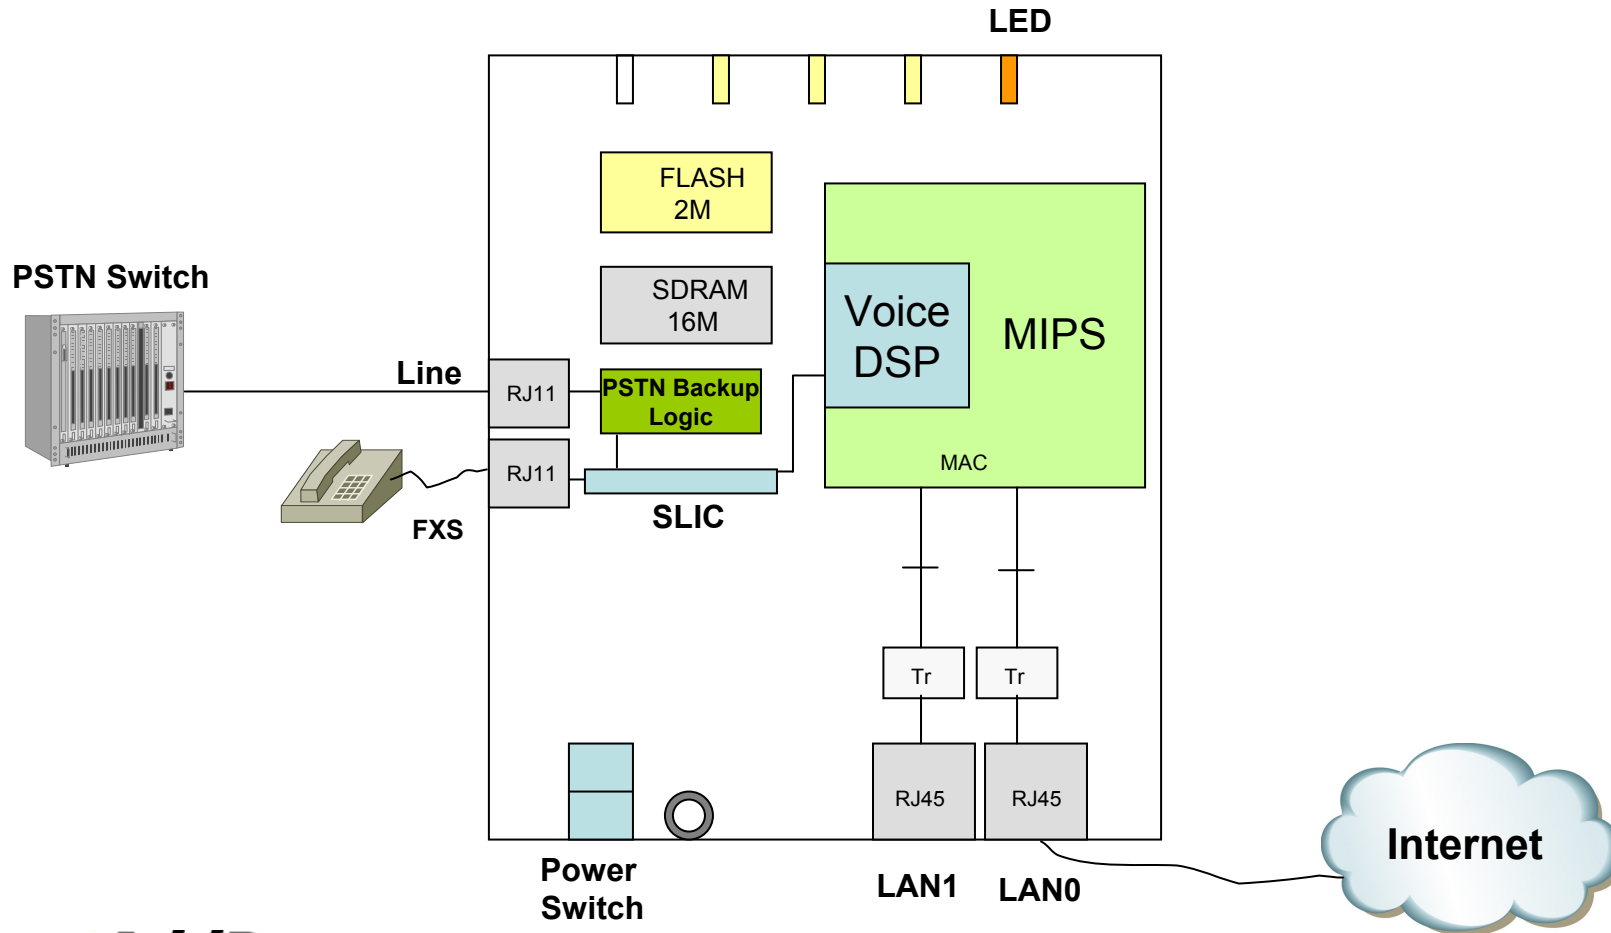 LED
FLASH
2M
PSTN Switch
SDRAM
16M
Voice
DSP
MIPS
Line
RJ11
PSTN Backup
Logic
MAC
RJ11
SLIC
FXS
Tr
Tr
RJ45
RJ45
Internet
Power
Switch
LAN1
LAN0